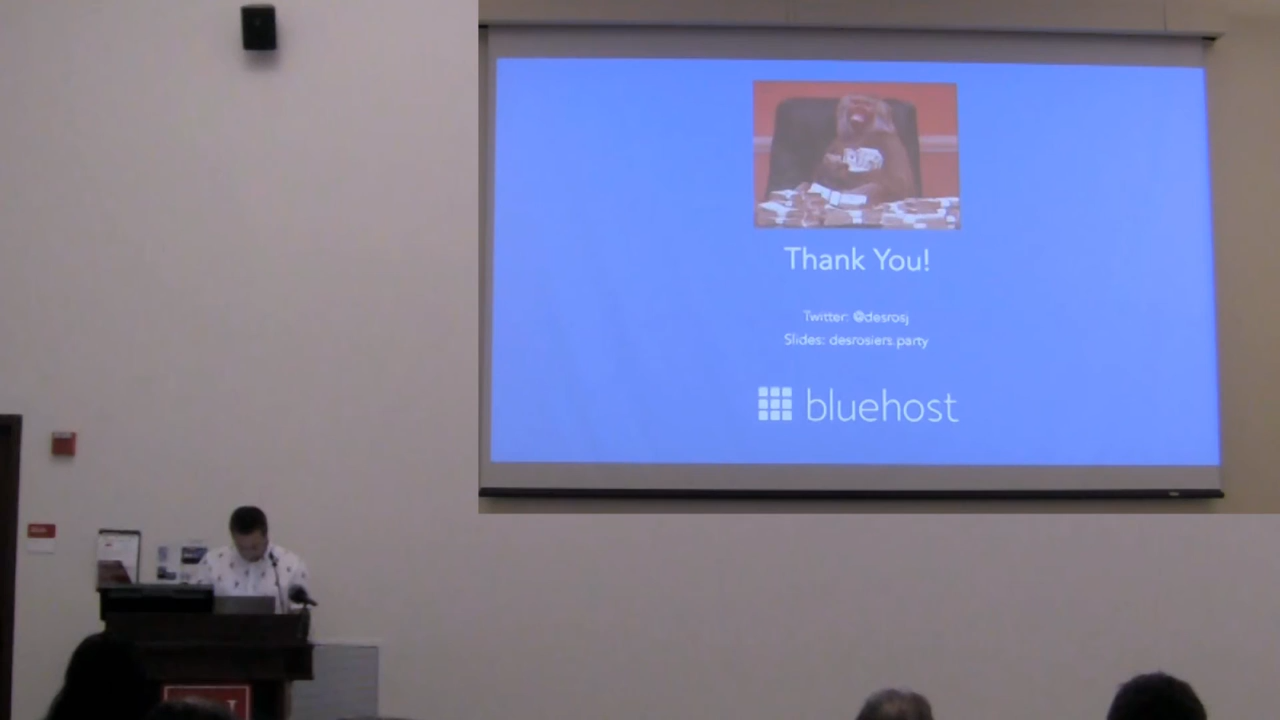 Thank You!
Twitter: @desrosj
Slides: desrosiers.party
bluehost